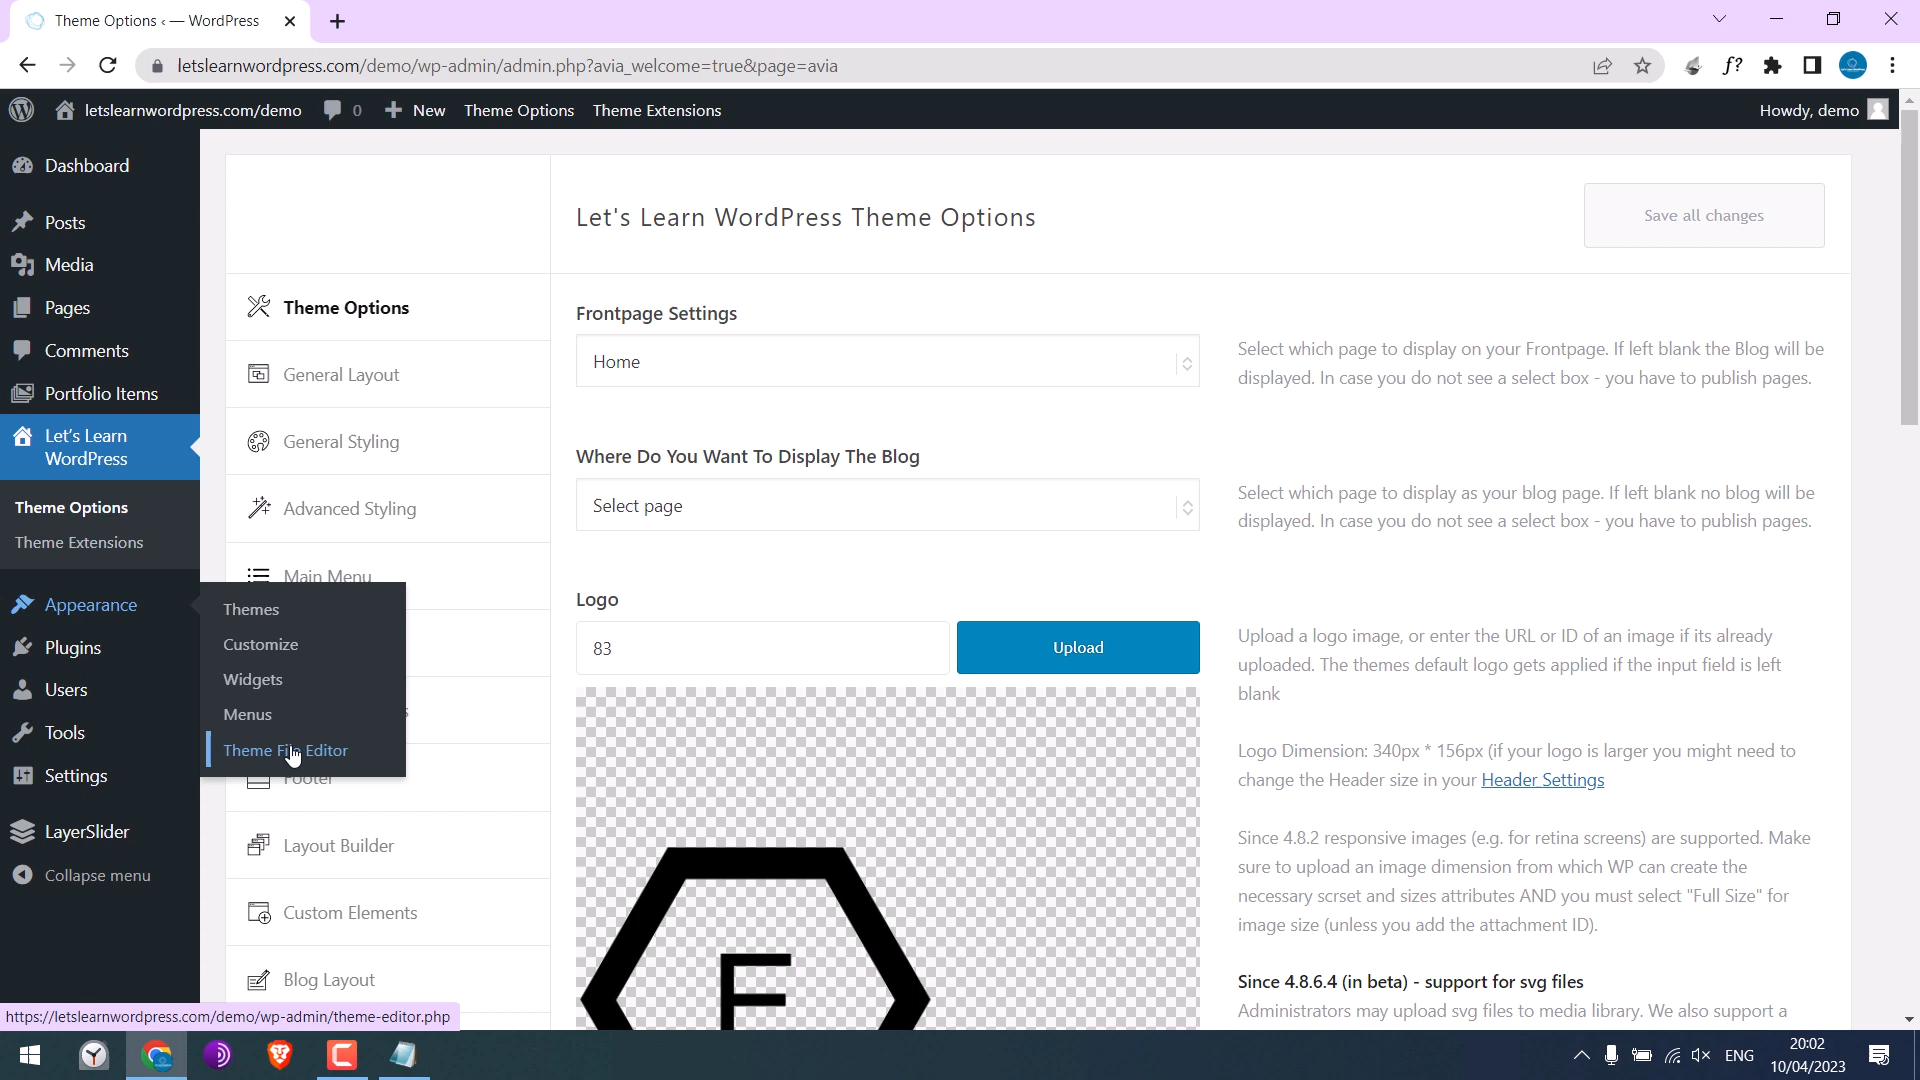 Theme Options ‹ — WordPress
letslearnwordpress.com/demo/wp-admin/admin.php?avia_welcome=true&page=avia
f?
letslearnwordpress.com/demo
0
New
Theme Options
Theme Extensions
Howdy, demo
Dashboard
Posts
Media
Pages
Comments
Portfolio Items
Let's Learn
WordPress
Theme Options
Theme Extensions
Appearance
Plugins
Users
Tools
Settings
LayerSlider
Collapse menu
Themes
Customize
Widgets
Menus
Theme File Editor
Theme Options
General Layout
General Styling
Advanced Styling
Main Menu
Footer
Layout Builder
Custom Elements
Blog Layout
Let's Learn WordPress Theme Options
Save all changes
Frontpage Settings
Home
Select which page to display on your Frontpage. If left blank the Blog will be
displayed. In case you do not see a select box - you have to publish pages.
Where Do You Want To Display The Blog
Select page
Select which page to display as your blog page. If left blank no blog will be
displayed. In case you do not see a select box - you have to publish pages.
Logo
83
Upload
F
Upload a logo image, or enter the URL or ID of an image if its already
uploaded. The themes default logo gets applied if the input field is left
blank
Logo Dimension: 340px * 156px (if your logo is larger you might need to
change the Header size in your Header Settings
Since 4.8.2 responsive images (e.g. for retina screens) are supported. Make
sure to upload an image dimension from which WP can create the
necessary scrset and sizes attributes AND you must select "Full Size" for
image size (unless you add the attachment ID).
Since 4.8.6.4 (in beta) - support for svg files
Administrators may upload svg files to media library. We also support a
https://letslearnwordpress.com/demo/wp-admin/theme-editor.php
ENG
20:02
10/04/2023